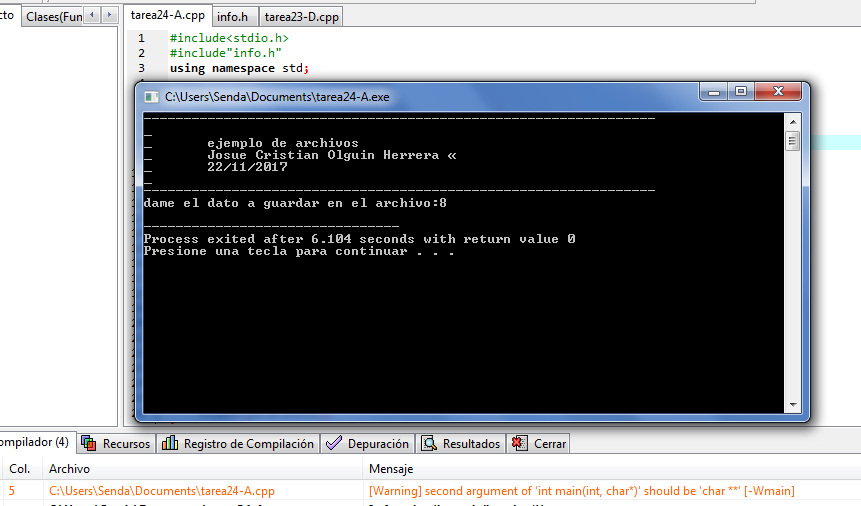 cto Clases(Fun
tarea24-A.cpp info.h tarea23-D.cpp
1 #include<stdio.h>
2 #include"info.h"
3 using namespace std;
C:\Users\Senda\Documents\tarea24-A.exe
ejemplo de archivos
Josue Cristian Olguin Herrera «
22/11/2017
dame el dato a guardar en el archivo:8
--------------------------------
Process exited after 6.104 seconds with return value 0
Presione una tecla para continuar . . .
ompilador (4) Recursos Registro de Compilación Depuración Resultados Cerrar
Col. Archivo Mensaje
5 C:\Users\Senda\Documents\tarea24-A.cpp [Warning] second argument of 'int main(int, char*)' should be 'char **' [-Wmain]